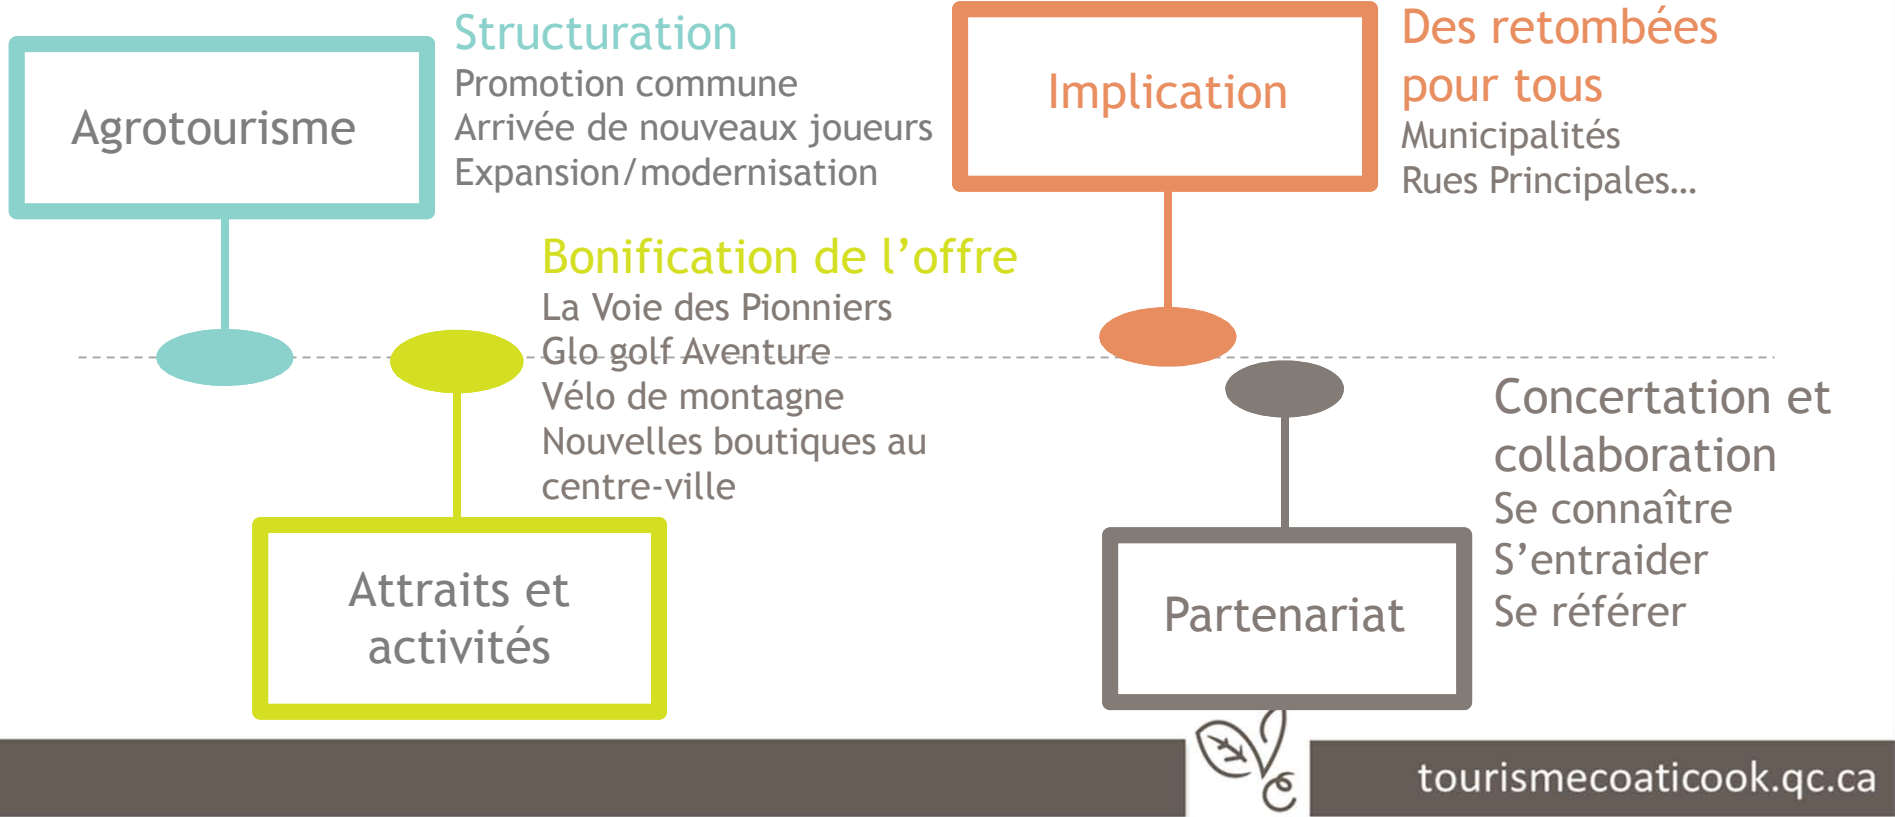 Agrotourisme
Structuration
Promotion commune
Arrivée de nouveaux joueurs
Expansion/modernisation
Implication
Des retombées
pour tous
Municipalités
Rues Principales…
Bonification de l’offre
La Voie des Pionniers
Glo golf Aventure
Vélo de montagne
Nouvelles boutiques au
centre-ville
Attraits et
activités
Concertation et
collaboration
Se connaître
S’entraider
Se référer
Partenariat
tourismecoaticook.qc.ca